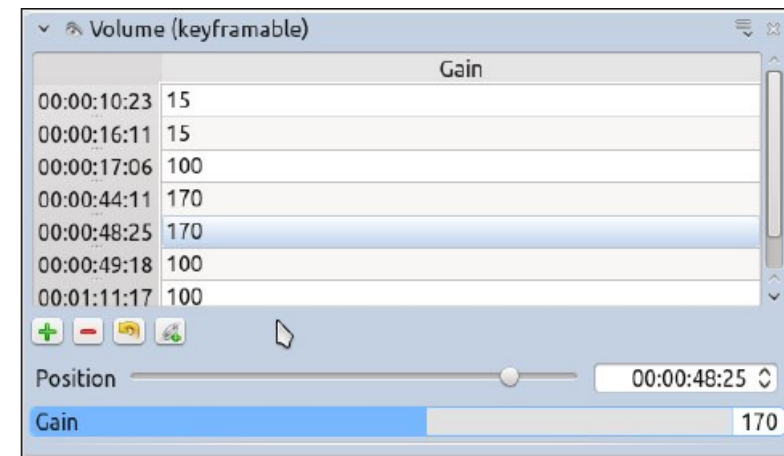 Volume (keyframable)
Gain
00:00:10:23 15
00:00:16:11 15
00:00:17:06 100
00:00:44:11 170
00:00:48:25 170
00:00:49:18 100
00:01:11:17 100
Position 00:00:48:25
Gain 170